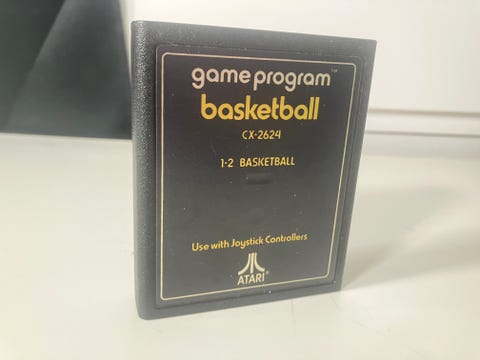 game program™
basketball
CX-2624
1-2 BASKETBALL
Use with Joystick Controllers
ATARI®